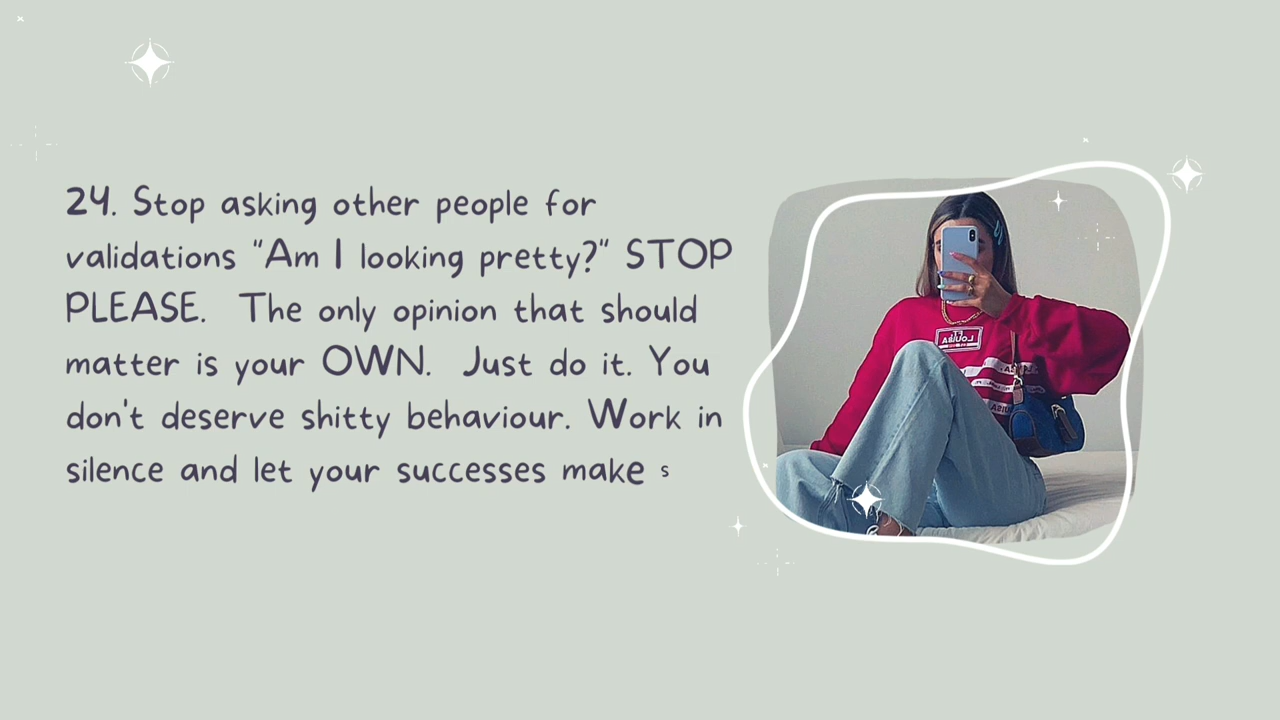 24. Stop asking other people for
validations "Am I looking pretty?" STOP
PLEASE. The only opinion that should
matter is your OWN. Just do it. You
don't deserve shitty behaviour. Work in
silence and let your successes make s